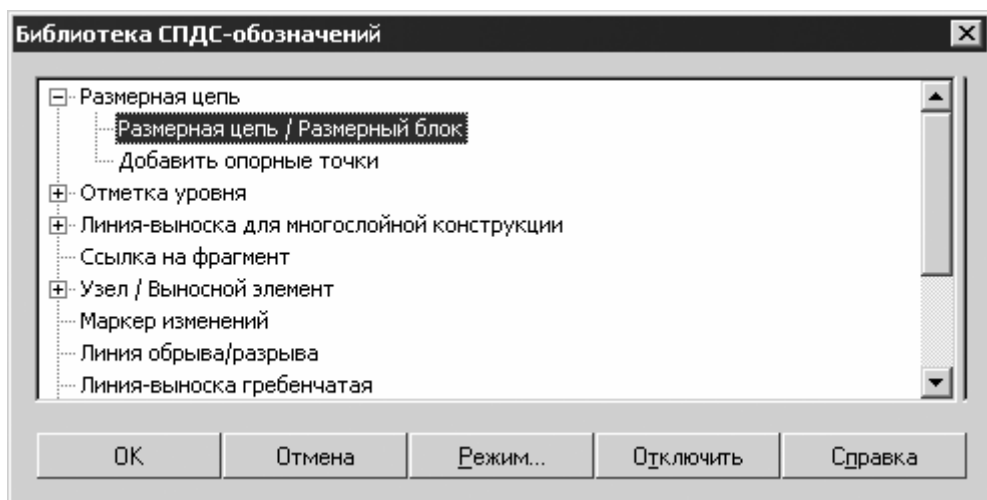 Библиотека СПДС-обозначений
Размерная цепь
Размерная цепь / Размерный блок
Добавить опорные точки
Отметка уровня
Линия-выноска для многослойной конструкции
Ссылка на фрагмент
Узел / Выносной элемент
Маркер изменений
Линия обрыва/разрыва
Линия-выноска гребенчатая
ОК Отмена Режим... Отключить Справка